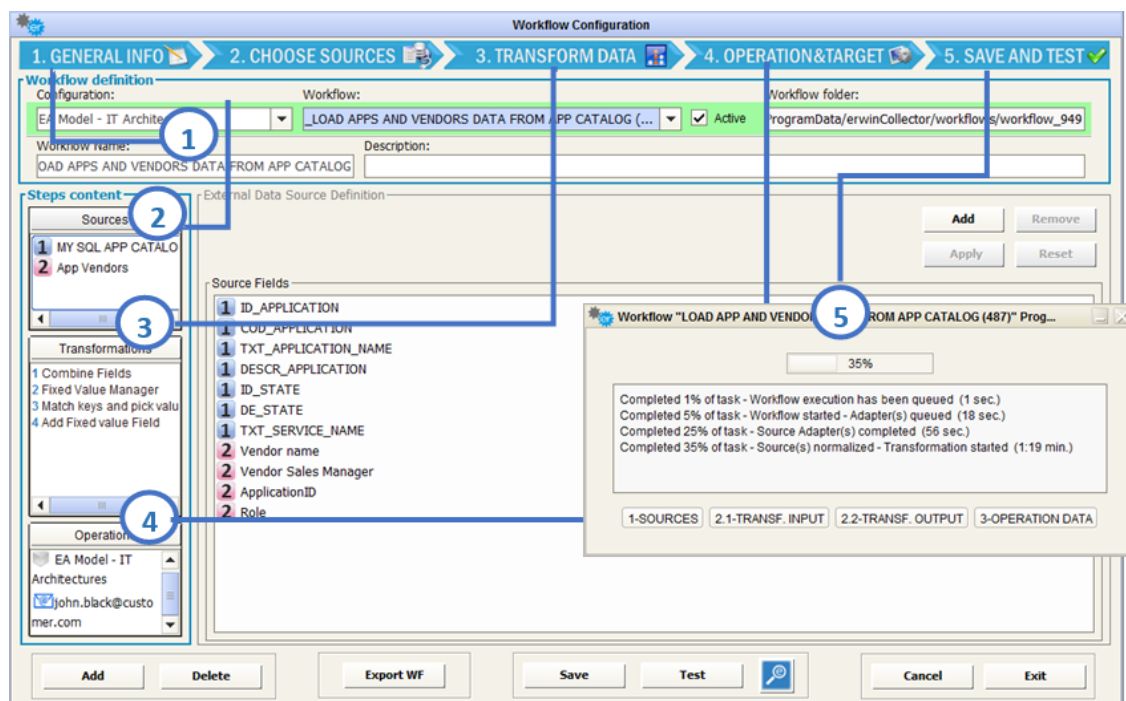 Workflow Configuration
1. GENERAL INFO 2. CHOOSE SOURCES 3. TRANSFORM DATA 4. OPERATION&TARGET 5. SAVE AND TEST
Workflow definition
Configuration: Workflow: Workflow folder:
EA Model - IT Archite _LOAD APPS AND VENDORS DATA FROM APP CATALOG (... Active ProgramData/erwinCollector/workflows/workflow_949
1
Workflow Name: Description:
OAD APPS AND VENDORS DATA FROM APP CATALOG
Steps content
External Data Source Definition
Sources
2
Add Remove
1 MY SQL APP CATALO
2 App Vendors
Apply Reset
Source Fields
1 ID_APPLICATION
1 COD_APPLICATION
1 TXT_APPLICATION_NAME
1 DESCR_APPLICATION
1 ID_STATE
1 DE_STATE
1 TXT_SERVICE_NAME
2 Vendor name
2 Vendor Sales Manager
2 ApplicationID
2 Role
3
Transformations
1 Combine Fields
2 Fixed Value Manager
3 Match keys and pick valu
4 Add Fixed value Field
4
Operation
EA Model - IT
Architectures
john.black@custo
mer.com
5
Workflow "LOAD APP AND VENDOR ROM APP CATALOG (487)" Prog...
35%
Completed 1% of task - Workflow execution has been queued (1 sec.)
Completed 5% of task - Workflow started - Adapter(s) queued (18 sec.)
Completed 25% of task - Source Adapter(s) completed (56 sec.)
Completed 35% of task - Source(s) normalized - Transformation started (1:19 min.)
1-SOURCES 2.1-TRANSF. INPUT 2.2-TRANSF. OUTPUT 3-OPERATION DATA
Add Delete Export WF Save Test Cancel Exit